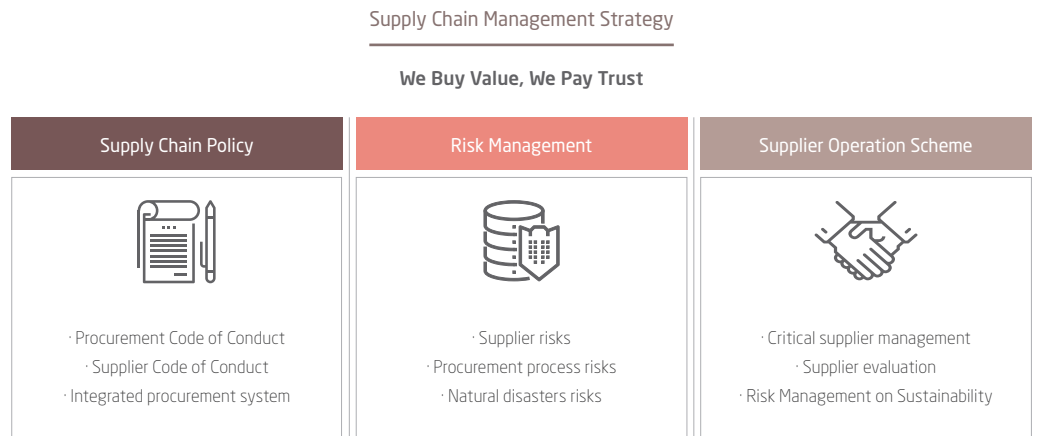 Supply Chain Management Strategy
We Buy Value, We Pay Trust
Supply Chain Policy
· Procurement Code of Conduct
· Supplier Code of Conduct
· Integrated procurement system
Risk Management
· Supplier risks
· Procurement process risks
· Natural disasters risks
Supplier Operation Scheme
· Critical supplier management
· Supplier evaluation
· Risk Management on Sustainability